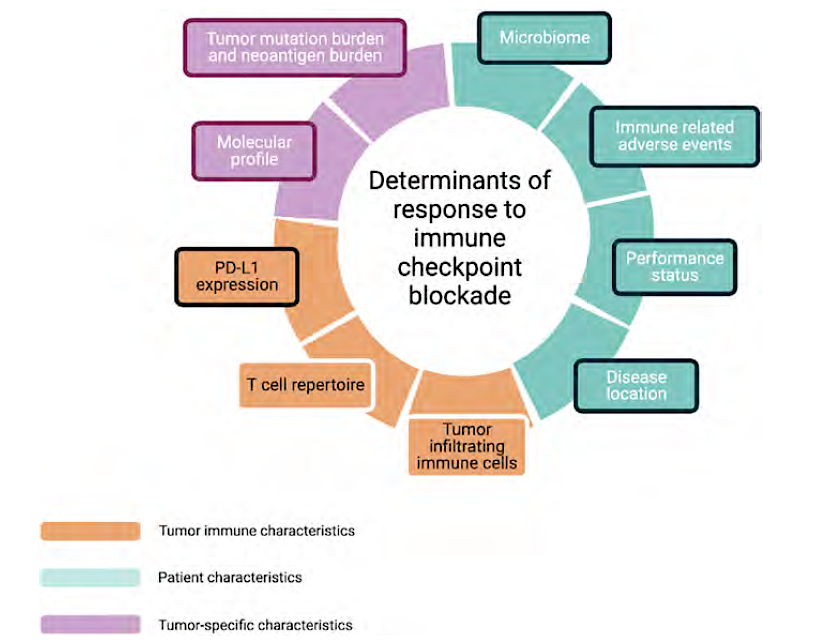 Tumor mutation burden
and neoantigen burden
Microbiome
Immune related
adverse events
Molecular
profile
Determinants of
response to
immune
checkpoint
blockade
Performance
status
PD-L1
expression
Disease
location
T cell repertoire
Tumor
infiltrating
immune cells
Tumor immune characteristics
Patient characteristics
Tumor-specific characteristics